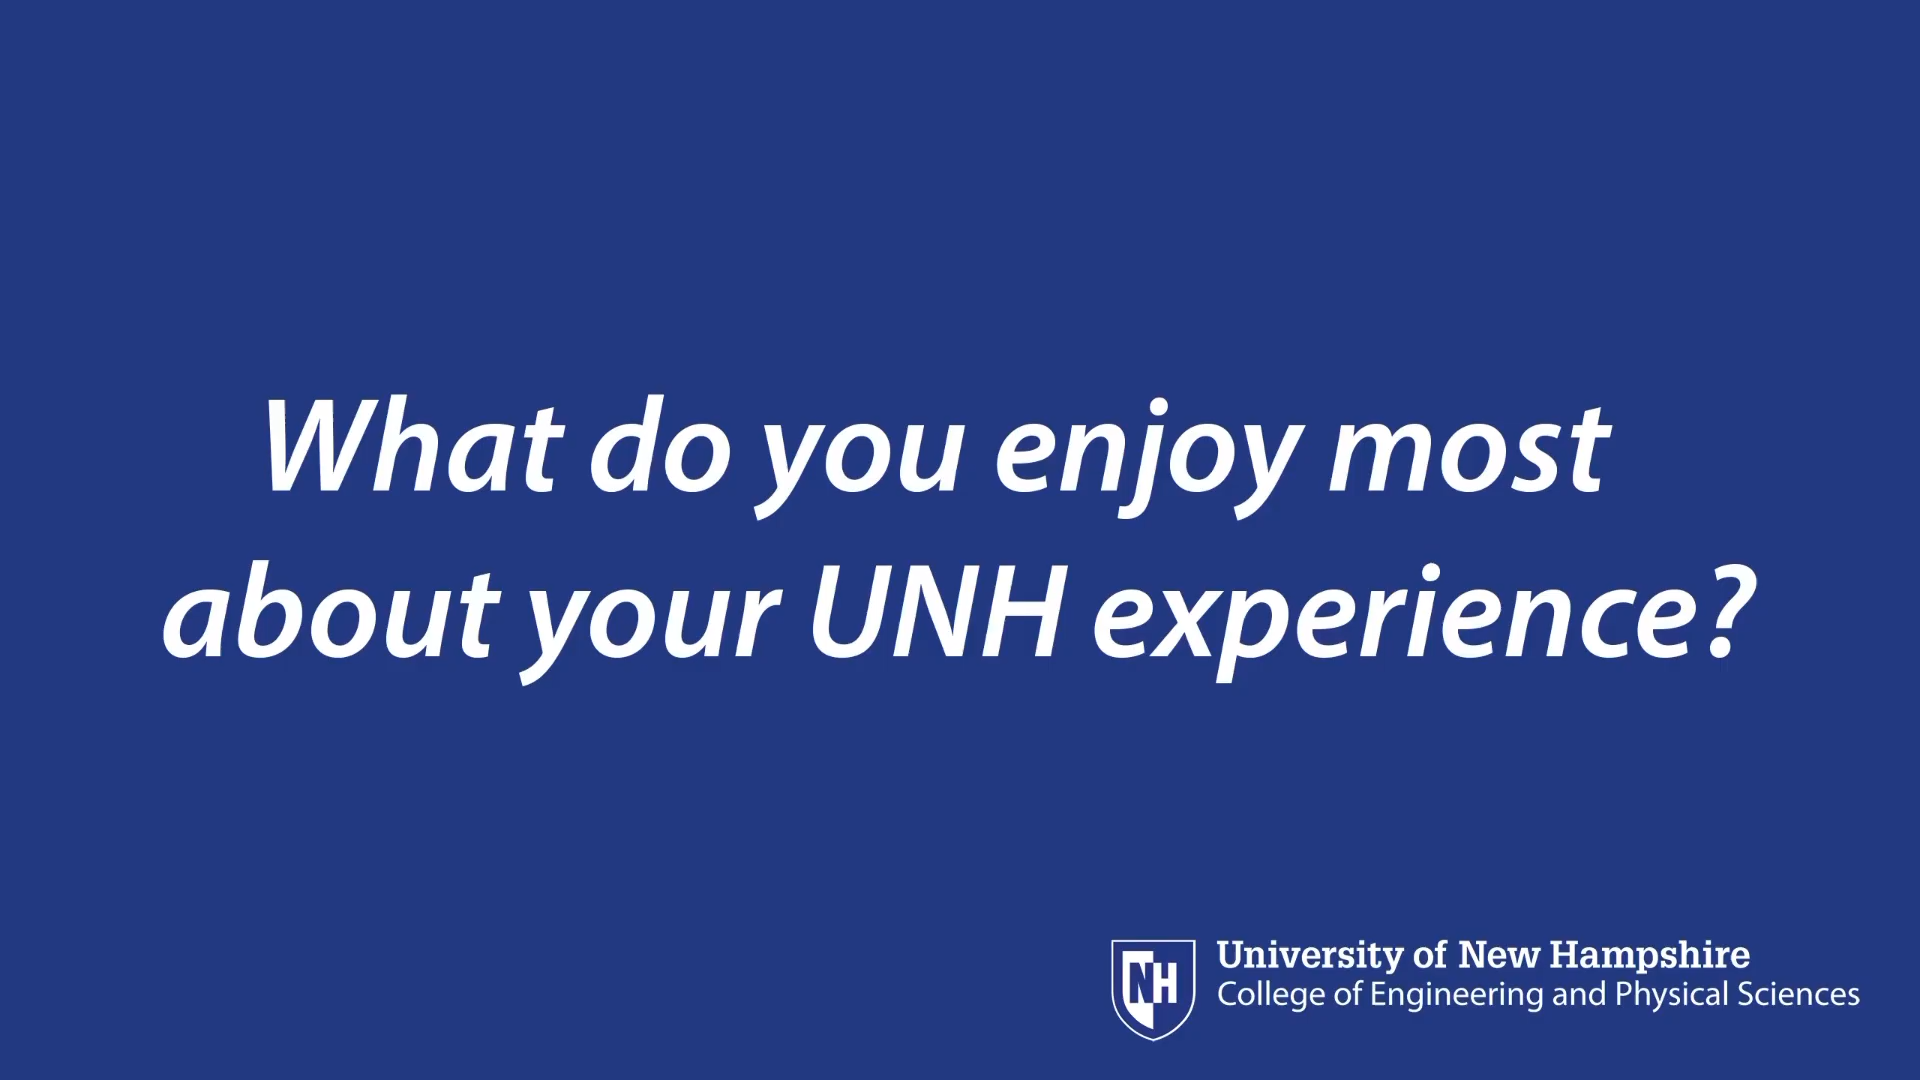 What do you enjoy most
about your UNH experience?
NH
University of New Hampshire
College of Engineering and Physical Sciences